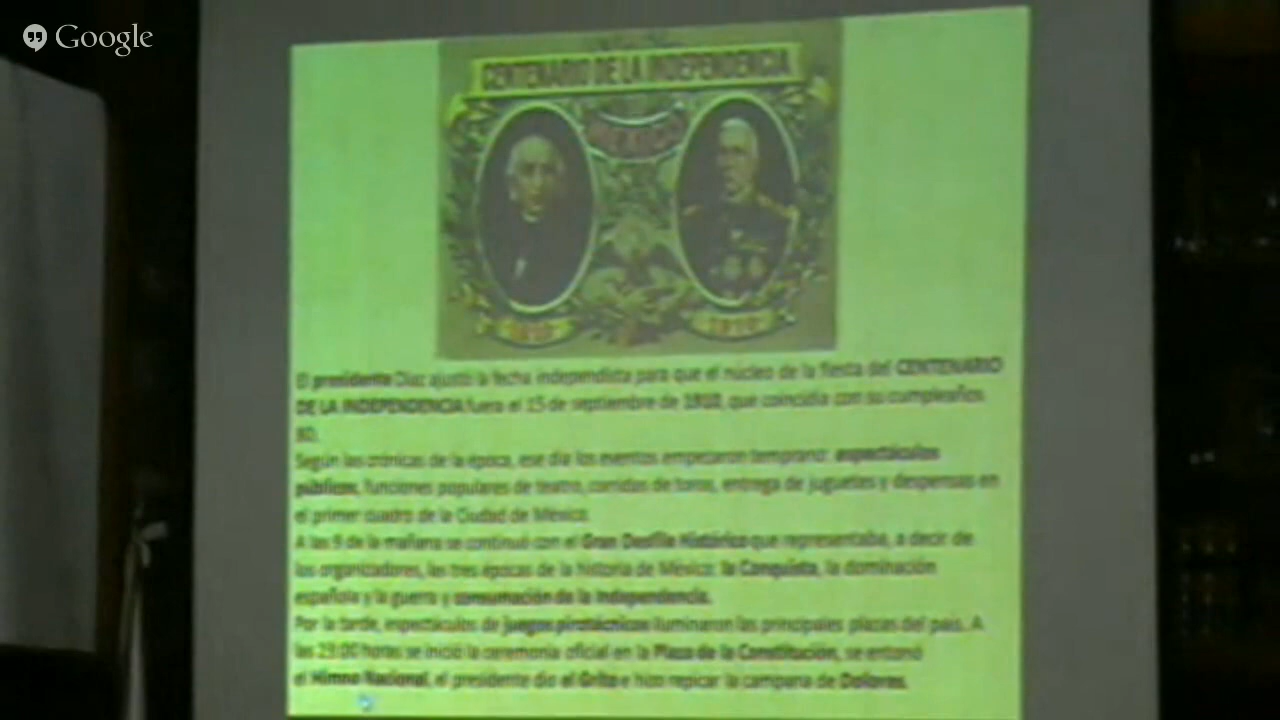 Google
CENTENARIO DE LA INDEPENDENCIA
1810
1910
El presidente Díaz ajustó la fecha independista para que el núcleo de la fiesta del CENTENARIO
DE LA INDEPENDENCIA fuera el 15 de septiembre de 1910, que coincidía con su cumpleaños
80.
Según las crónicas de la época, ese día los eventos empezaron temprano: espectáculos
públicos, funciones populares de teatro, corridas de toros, entrega de juguetes y despensas en
el primer cuadro de la Ciudad de México.
A las 9 de la mañana se continuó con el Gran Desfile Histórico que representaba, a decir de
los organizadores, las tres épocas de la historia de México: la Conquista, la dominación
española y la guerra y consumación de la Independencia.
Por la tarde, espectáculos de juegos pirotécnicos iluminaron las principales plazas del país. A
las 23:00 horas se inició la ceremonia oficial en la Plaza de la Constitución, se entonó
el Himno Nacional, el presidente dio el Grito e hizo repicar la campana de Dolores.